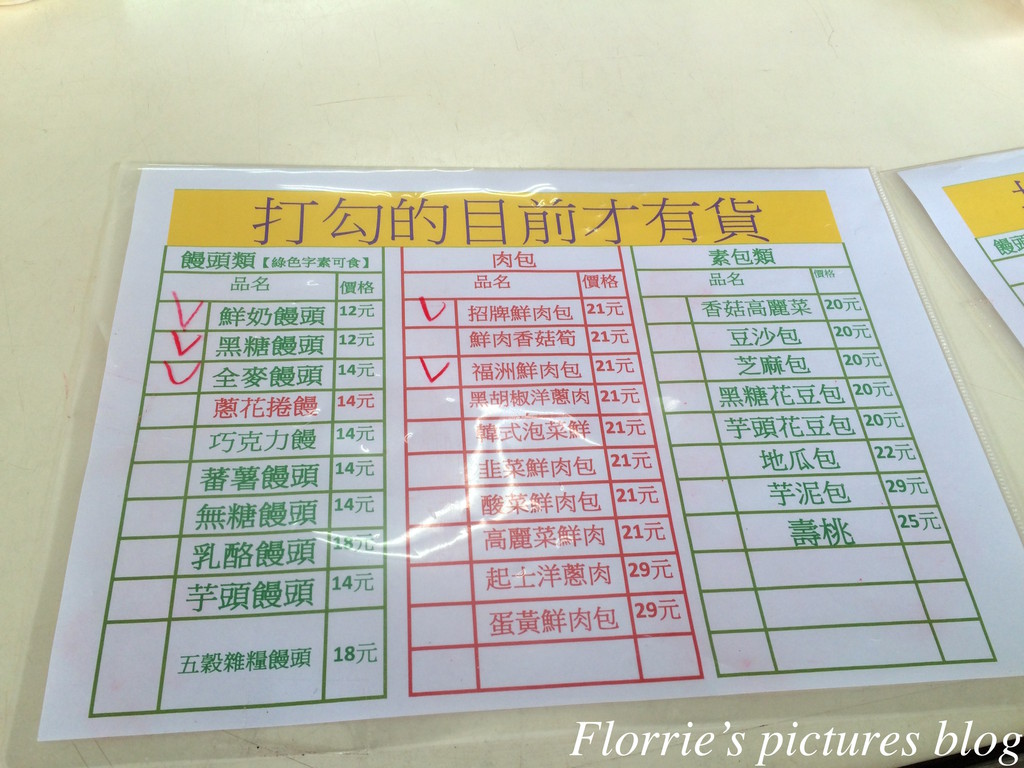 打勾的目前才有貨
饅頭類【綠色字素可食】
品名 價格
V 鮮奶饅頭 12元
V 黑糖饅頭 12元
V 全麥饅頭 14元
蔥花捲饅 14元
巧克力饅 14元
蕃薯饅頭 14元
無糖饅頭 14元
乳酪饅頭 18元
芋頭饅頭 14元
五穀雜糧饅頭 18元
肉包
品名 價格
V 招牌鮮肉包 21元
鮮肉香菇筍 21元
V 福洲鮮肉包 21元
黑胡椒洋蔥肉 21元
韓式泡菜鮮 21元
韭菜鮮肉包 21元
酸菜鮮肉包 21元
高麗菜鮮肉 21元
起士洋蔥肉 29元
蛋黃鮮肉包 29元
素包類
品名 價格
香菇高麗菜 20元
豆沙包 20元
芝麻包 20元
黑糖花豆包 20元
芋頭花豆包 20元
地瓜包 22元
芋泥包 29元
壽桃 25元
饅頭
Florrie's pictures blog